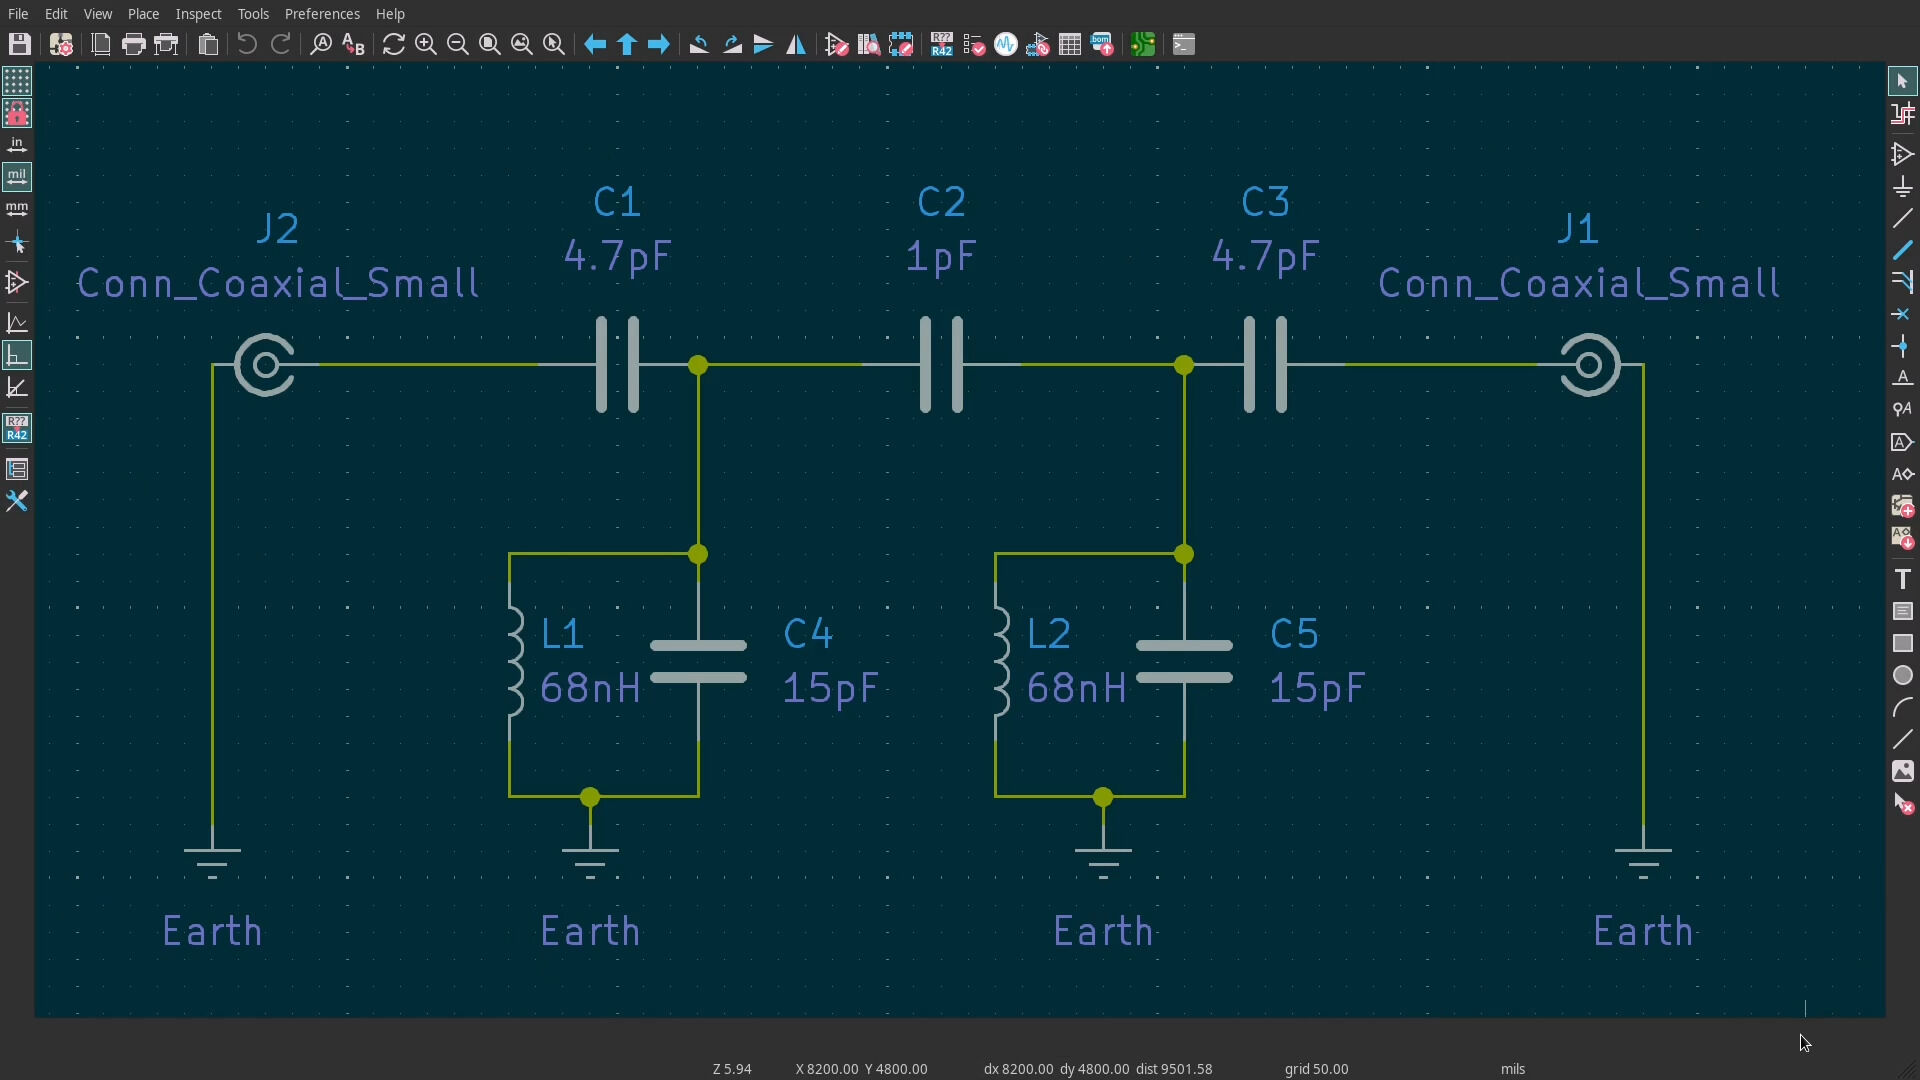 File Edit View Place Inspect Tools Preferences Help
A
A B
R??
R42
bom
in
mil
mm
R??
R42
C1
C2
C3
J2
4.7pF
1pF
4.7pF
J1
Conn_Coaxial_Small
Conn_Coaxial_Small
L1
C4
L2
C5
68nH
15pF
68nH
15pF
Earth
Earth
Earth
Earth
A
A
A
A
A
T
Z 5.94 X 8200.00 Y 4800.00 dx 8200.00 dy 4800.00 dist 9501.58 grid 50.00 mils